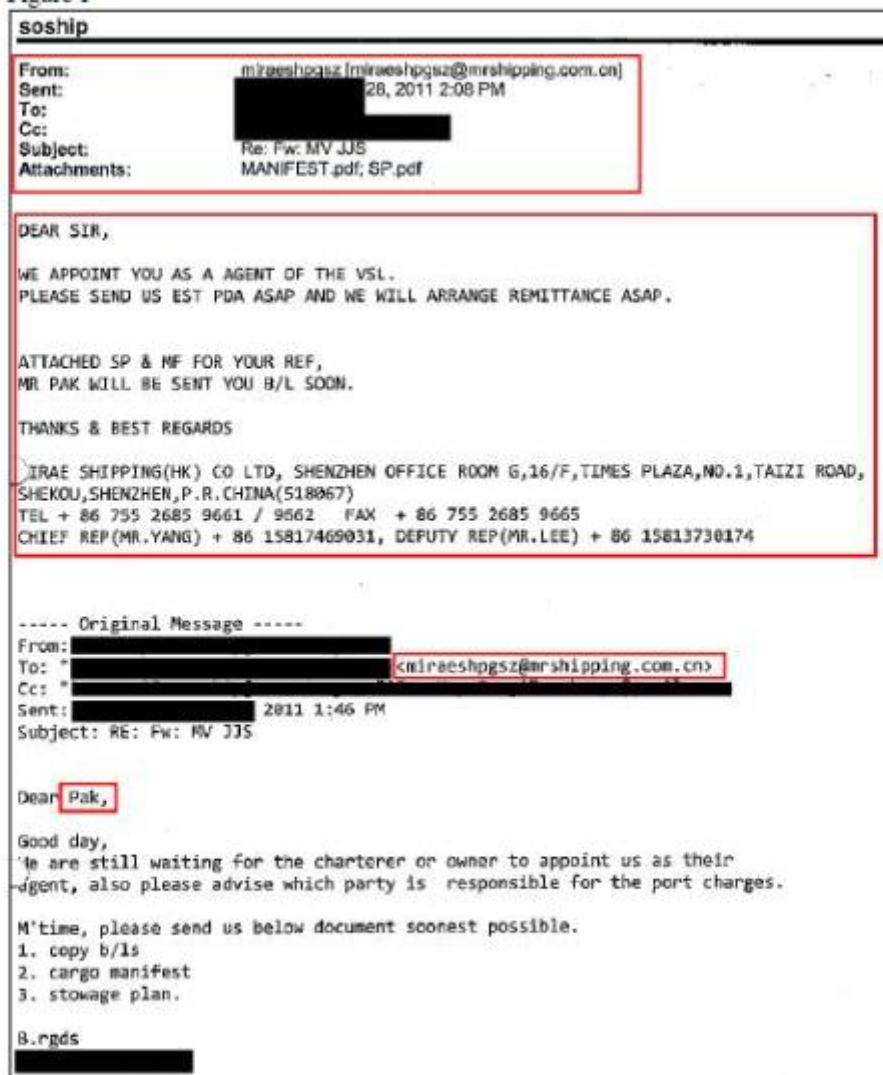 soship
From: miraeshpgsz [miraeshpgsz@mrshipping.com.cn]
Sent: 28, 2011 2:08 PM
To:
Cc:
Subject: Re: Fw: MV JJS
Attachments: MANIFEST.pdf; SP.pdf
DEAR SIR,
WE APPOINT YOU AS A AGENT OF THE VSL.
PLEASE SEND US EST PDA ASAP AND WE WILL ARRANGE REMITTANCE ASAP.
ATTACHED SP & MF FOR YOUR REF,
MR PAK WILL BE SENT YOU B/L SOON.
THANKS & BEST REGARDS
IRAE SHIPPING(HK) CO LTD, SHENZHEN OFFICE ROOM G,16/F,TIMES PLAZA,NO.1,TAIZI ROAD,
SHEKOU,SHENZHEN,P.R.CHINA(518067)
TEL + 86 755 2685 9661 / 9662 FAX + 86 755 2685 9665
CHIEF REP(MR.YANG) + 86 15817469031, DEPUTY REP(MR.LEE) + 86 15813730174
----- Original Message -----
From:
To: " <miraeshpgsz@mrshipping.com.cn>
Cc: "
Sent: 2011 1:46 PM
Subject: RE: Fw: MV JJS
Dear Pak,
Good day,
We are still waiting for the charterer or owner to appoint us as their
agent, also please advise which party is responsible for the port charges.
M'time, please send us below document soonest possible.
1. copy b/ls
2. cargo manifest
3. stowage plan.
B.rgds